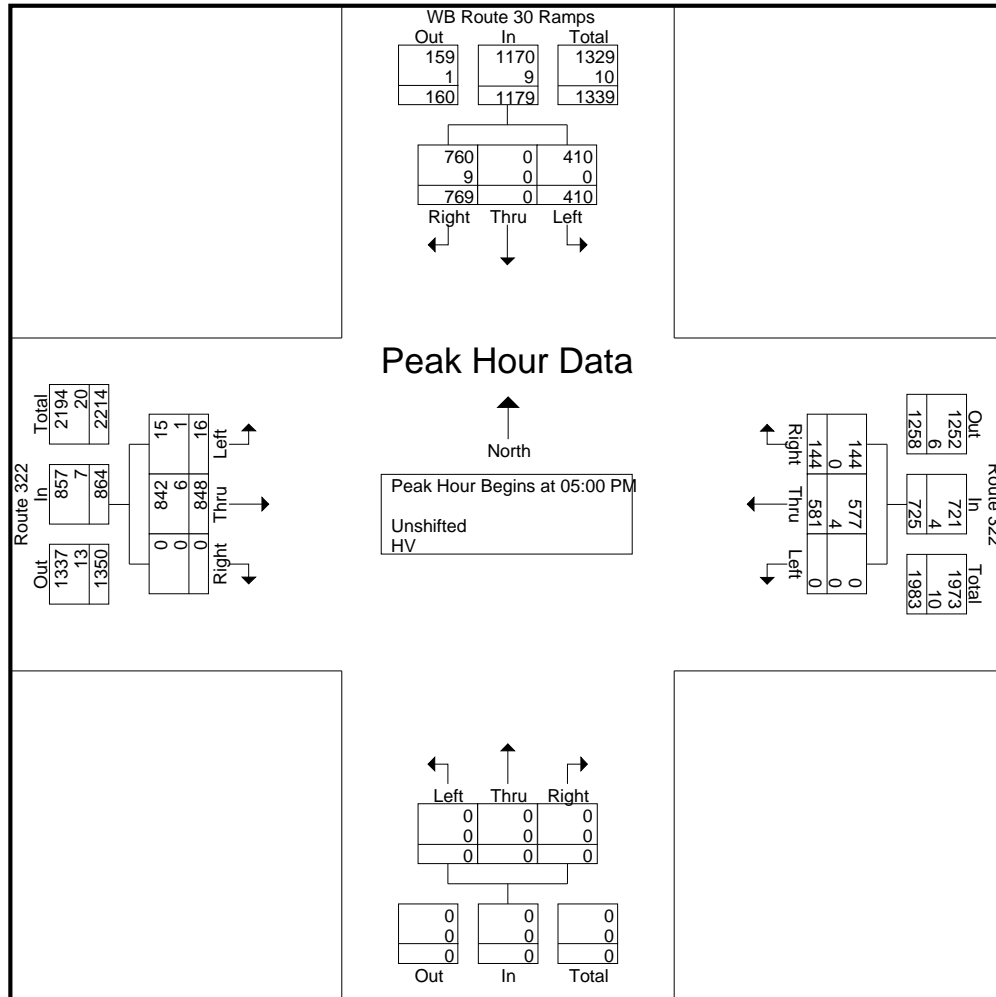 WB Route 30 Ramps
Out In Total
159 1170 1329
1 9 10
160 1179 1339
760 0 410
9 0 0
769 0 410
Right Thru Left
Peak Hour Data
North
Peak Hour Begins at 05:00 PM
Unshifted
HV
Route 322
Total In Out
2194 857 1337
20 7 13
2214 864 1350
15 842 0
1 6 0
16 848 0
Left Thru Right
Route 322
Out In Total
1252 721 1973
6 4 10
1258 725 1983
144 577 0
0 4 0
144 581 0
Right Thru Left
Left Thru Right
0 0 0
0 0 0
0 0 0
0 0 0
0 0 0
0 0 0
Out In Total